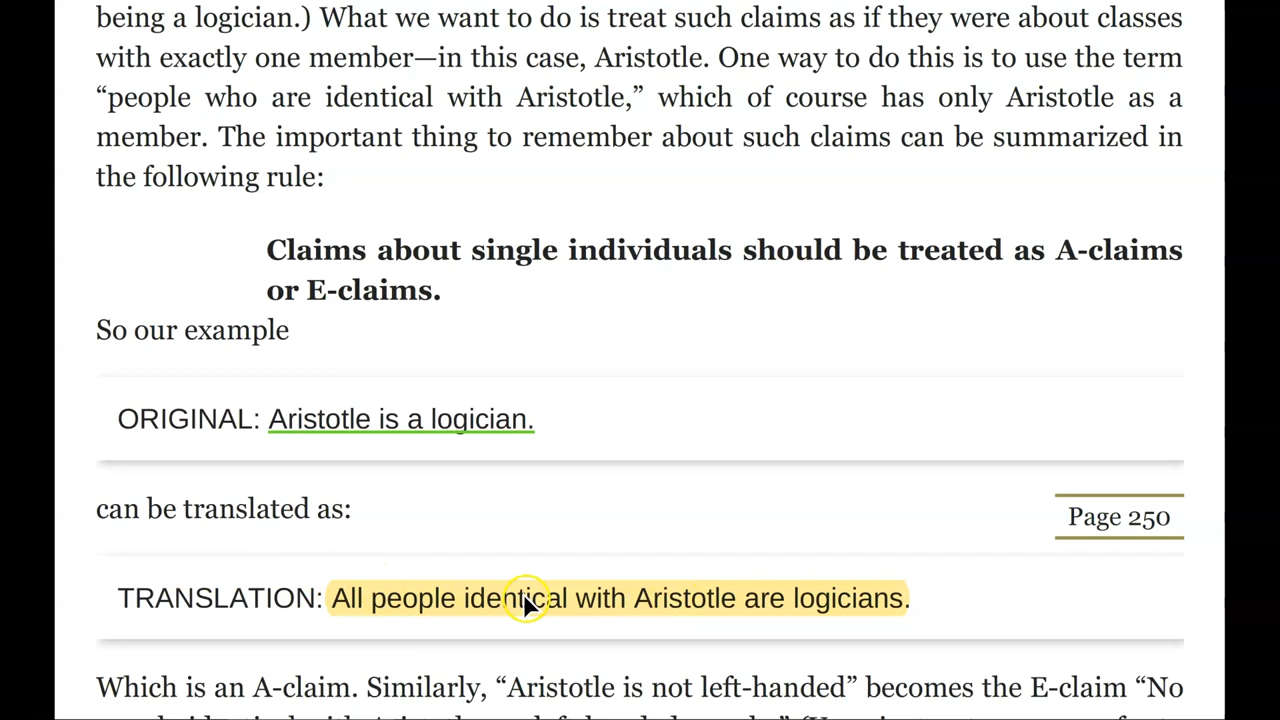 being a logician.) What we want to do is treat such claims as if they were about classes
with exactly one member—in this case, Aristotle. One way to do this is to use the term
“people who are identical with Aristotle,” which of course has only Aristotle as a
member. The important thing to remember about such claims can be summarized in
the following rule:
Claims about single individuals should be treated as A-claims
or E-claims.
So our example
ORIGINAL: Aristotle is a logician.
can be translated as:
Page 250
TRANSLATION: All people identical with Aristotle are logicians.
Which is an A-claim. Similarly, “Aristotle is not left-handed” becomes the E-claim “No